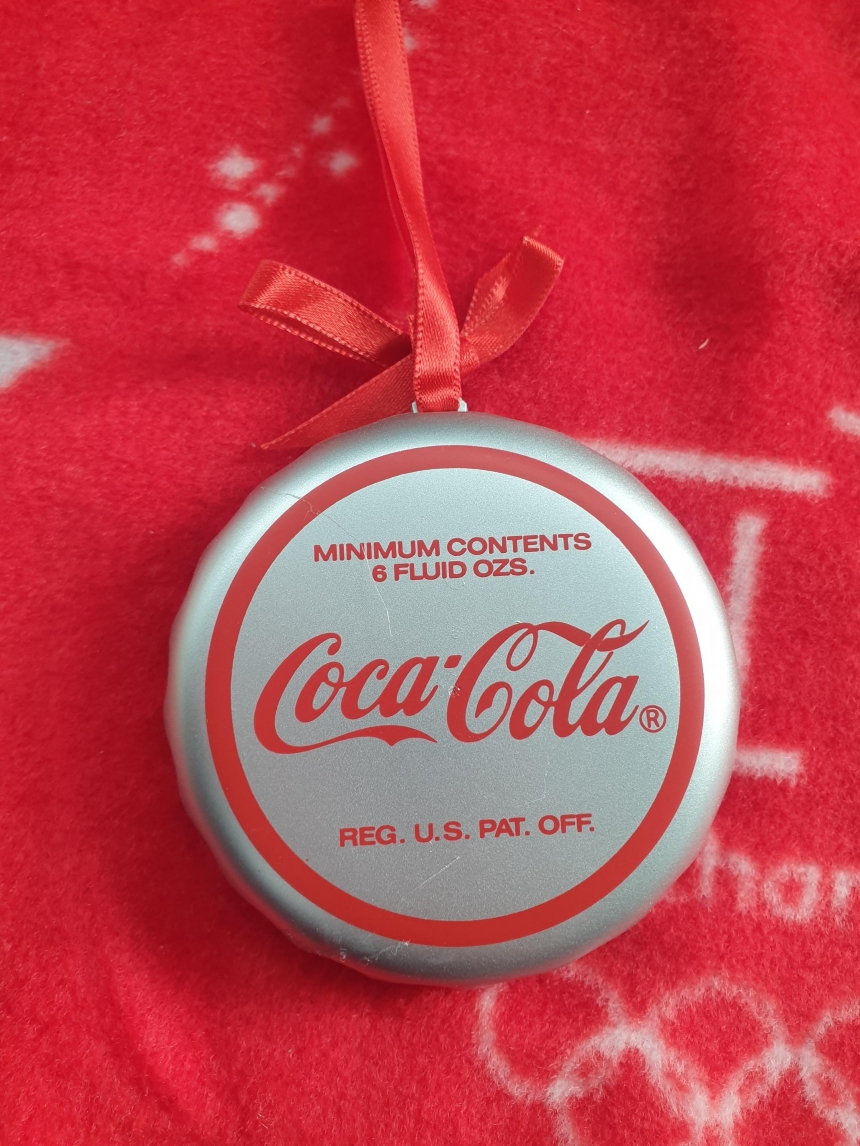 MINIMUM CONTENTS
6 FLUID OZS.
Coca-Cola®
REG. U.S. PAT. OFF.